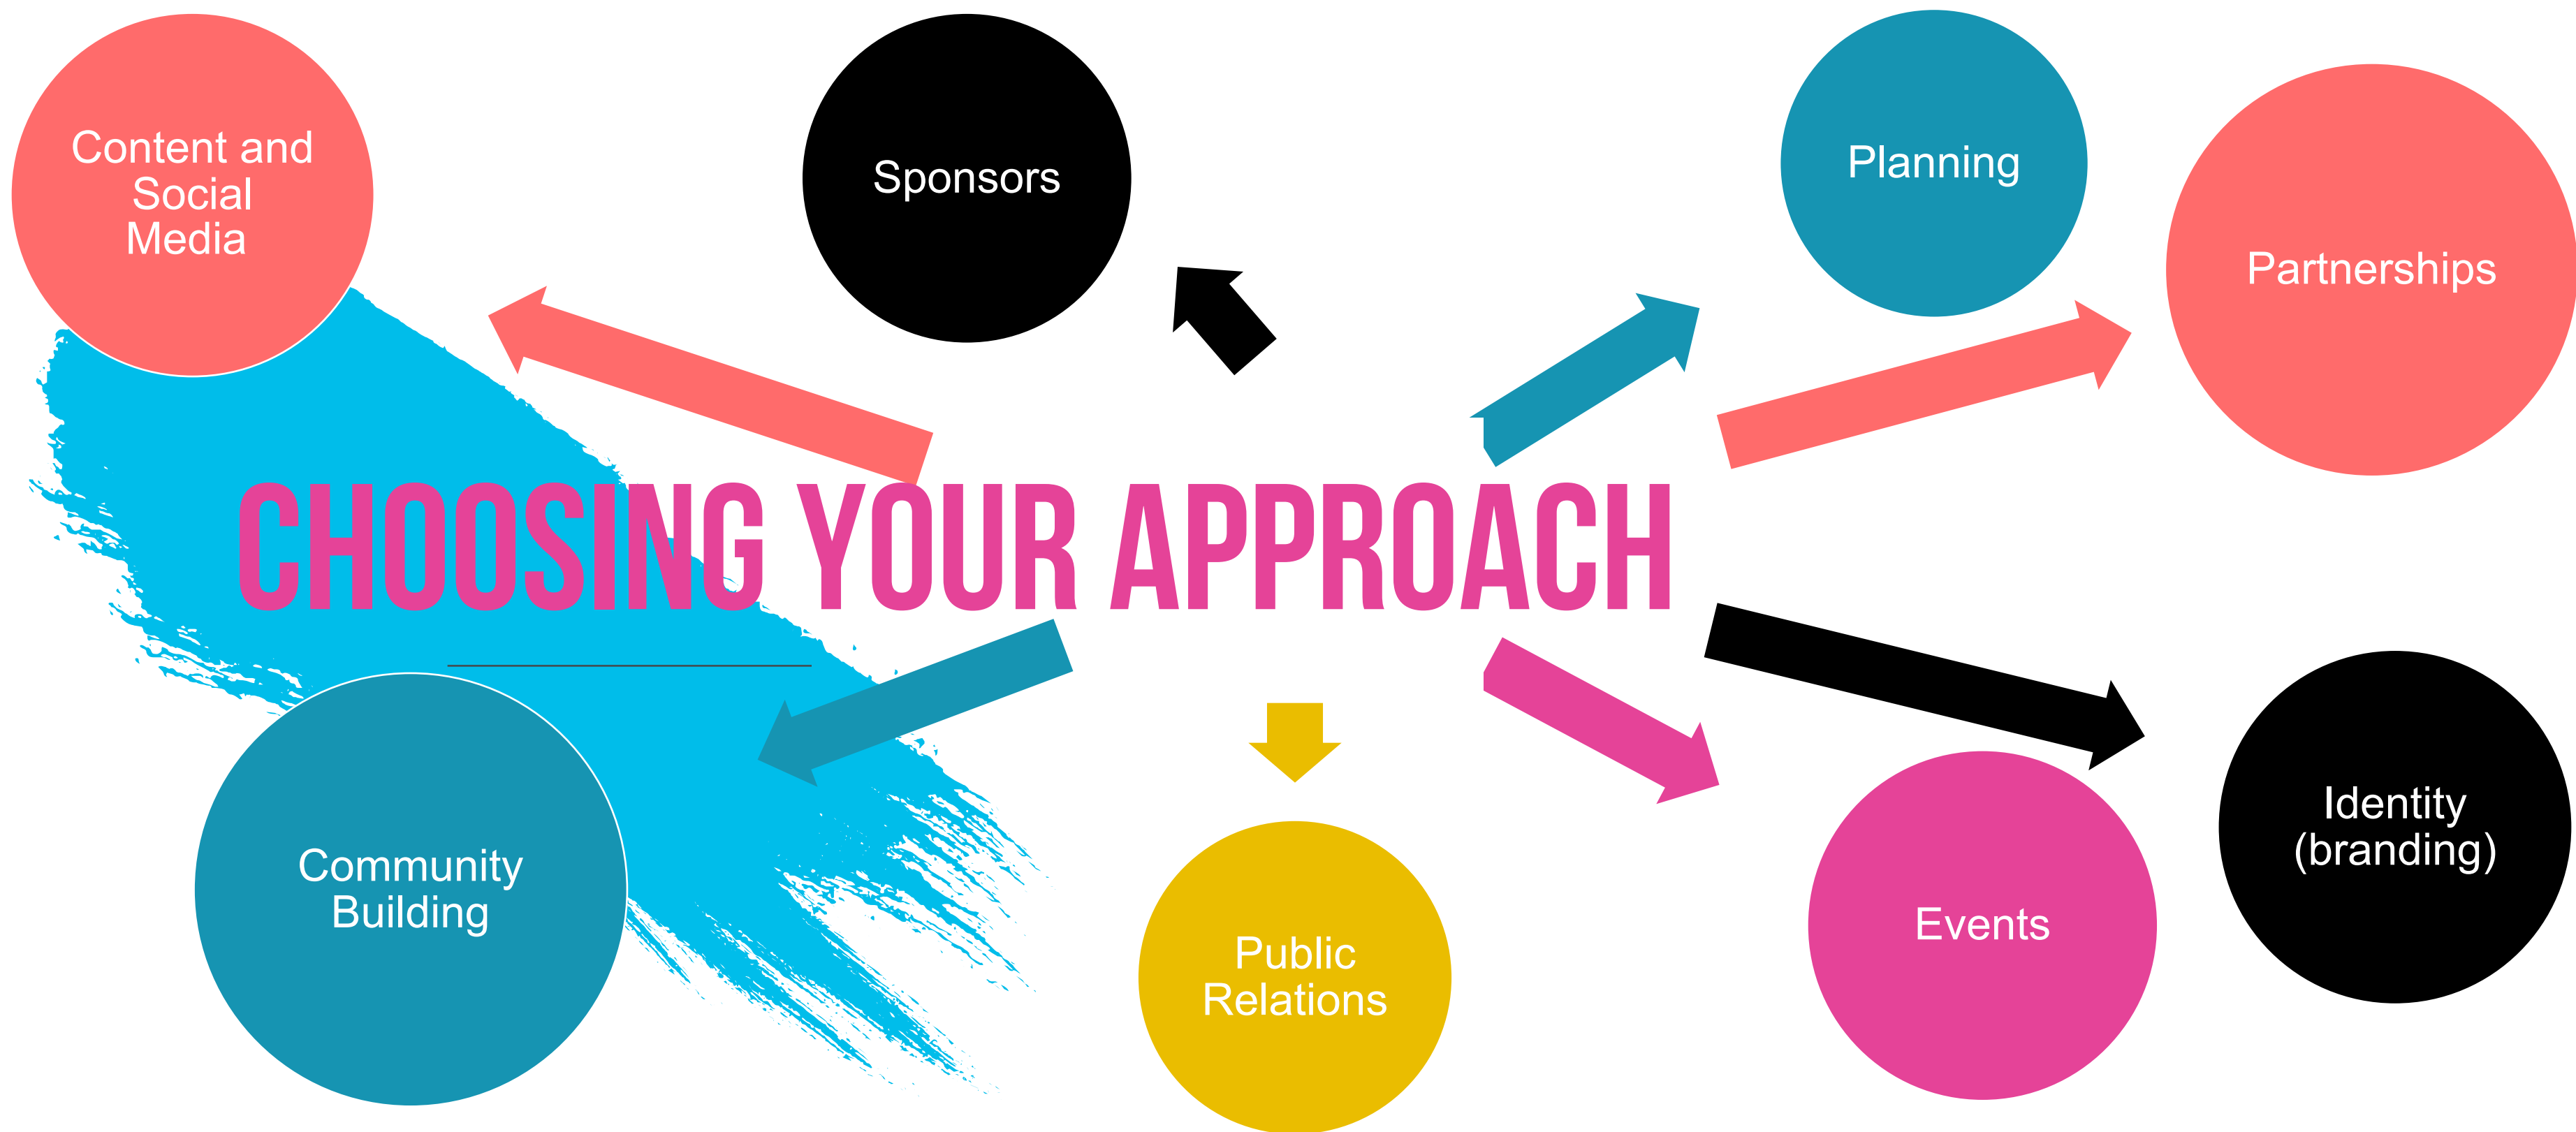 Content and
Social
Media
Sponsors
Planning
Partnerships
CHOOSING YOUR APPROACH
Community
Building
Public
Relations
Events
Identity
(branding)